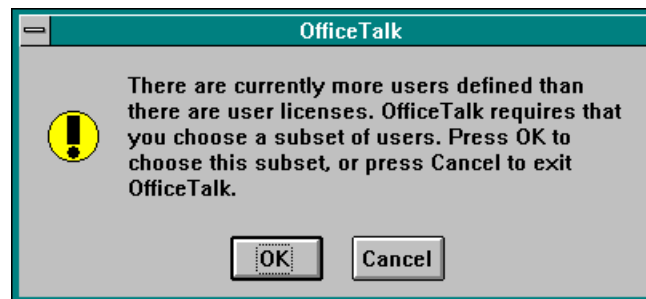 OfficeTalk
There are currently more users defined than
there are user licenses. OfficeTalk requires that
you choose a subset of users. Press OK to
choose this subset, or press Cancel to exit
OfficeTalk.
OK
Cancel